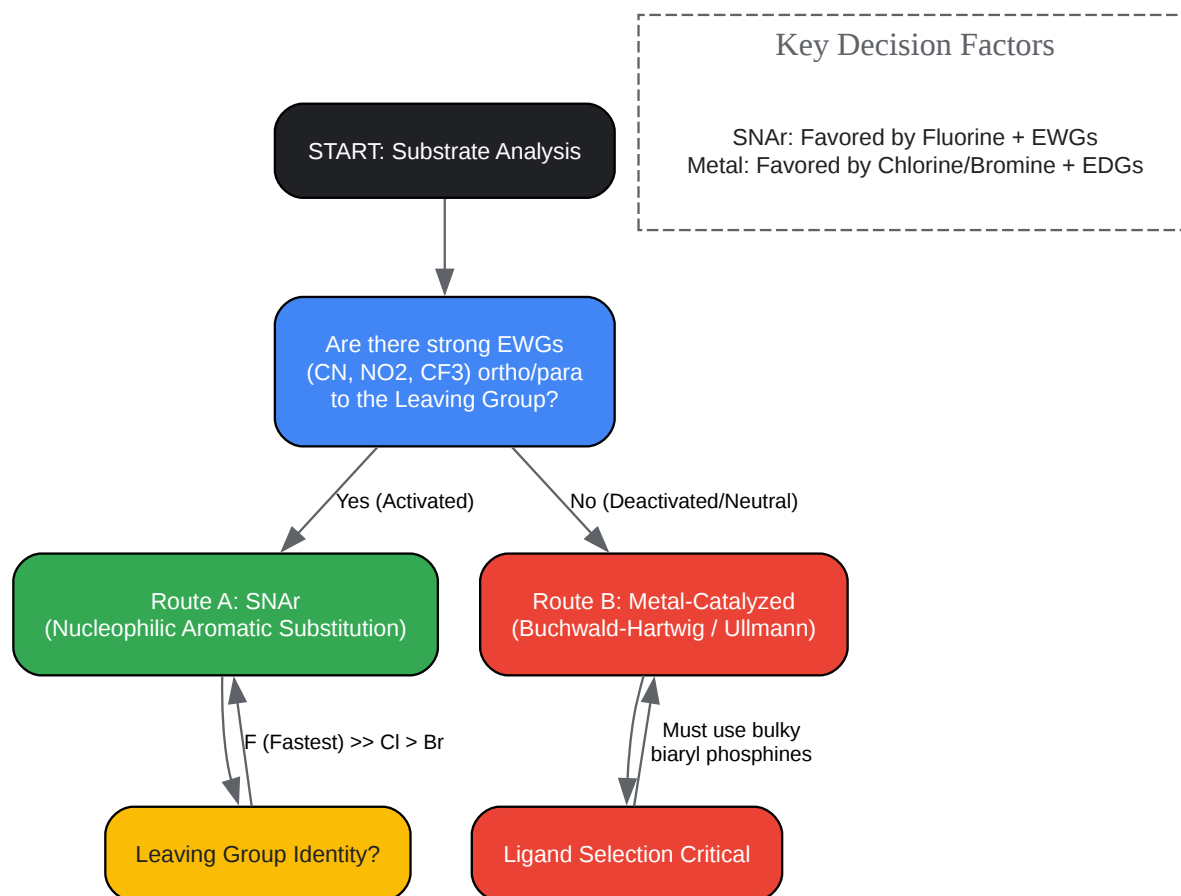 Key Decision Factors
SNAr: Favored by Fluorine + EWGs
Metal: Favored by Chlorine/Bromine + EDGs
START: Substrate Analysis
Are there strong EWGs
(CN, NO2, CF3) ortho/para
to the Leaving Group?
Yes (Activated)
No (Deactivated/Neutral)
Route A: SNAr
(Nucleophilic Aromatic Substitution)
Route B: Metal-Catalyzed
(Buchwald-Hartwig / Ullmann)
F (Fastest) >> Cl > Br
Must use bulky
biaryl phosphines
Leaving Group Identity?
Ligand Selection Critical